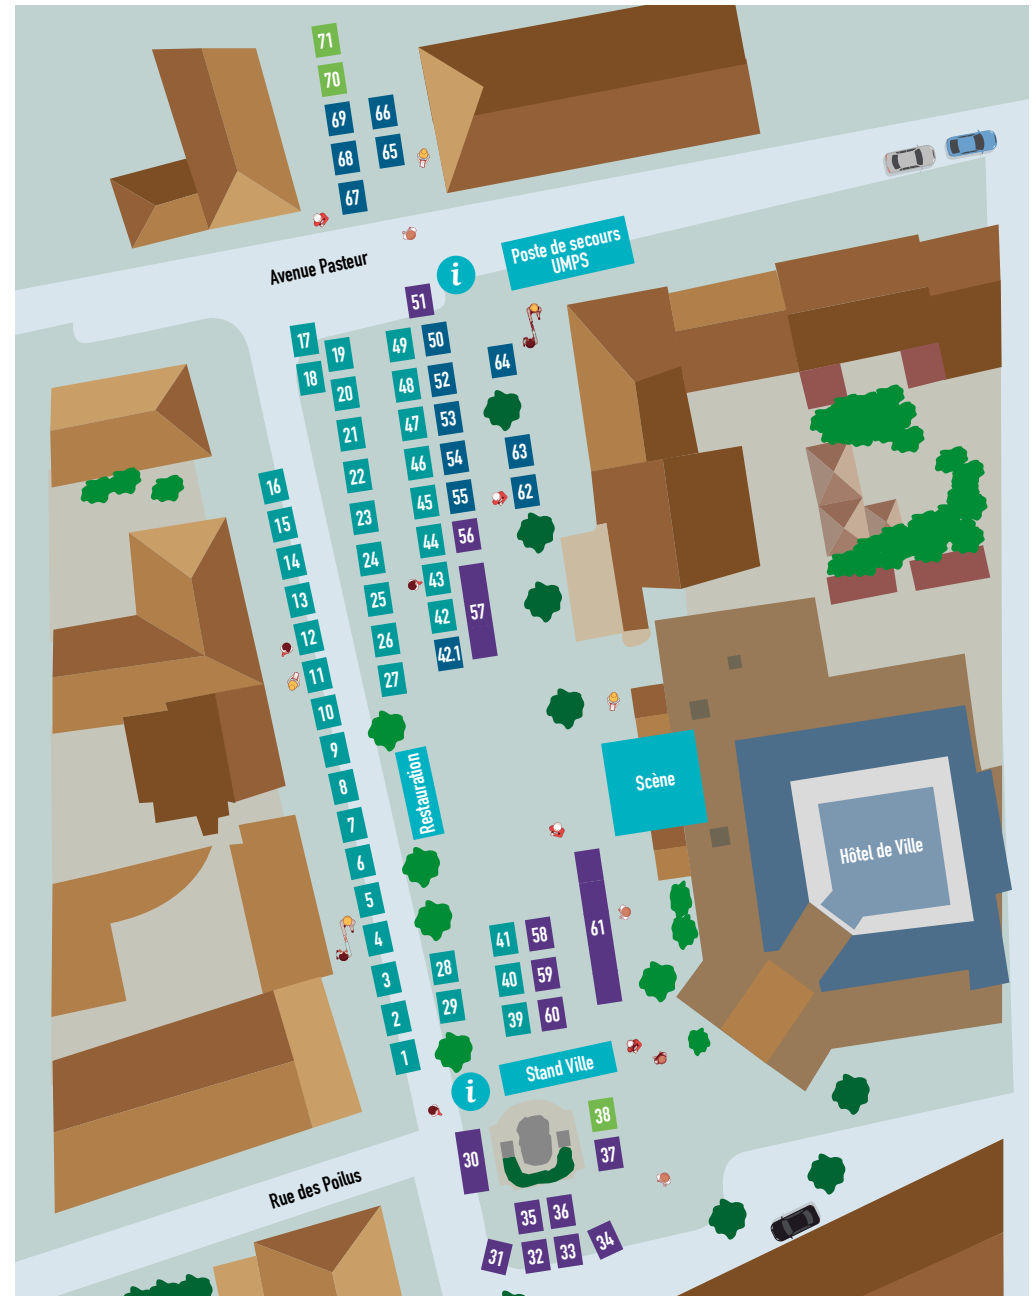 71
70
69 66
68 65
67
Avenue Pasteur
i
Poste de secours
UMPS
51
17 19 49 50
18 20 48 52 64
21 47 53
22 46 54 63
16 23 45 55 62
15 24 44 56
14 25 43 57
13 26 42
12 27 42.1
11
10
9
8
7
6
5
4
3
2
1
Restauration
Scène
Hôtel de Ville
28 41 58 61
29 40 59
39 60
Stand Ville
i
38
30 37
35 36
31 32 33 34
Rue des Poilus